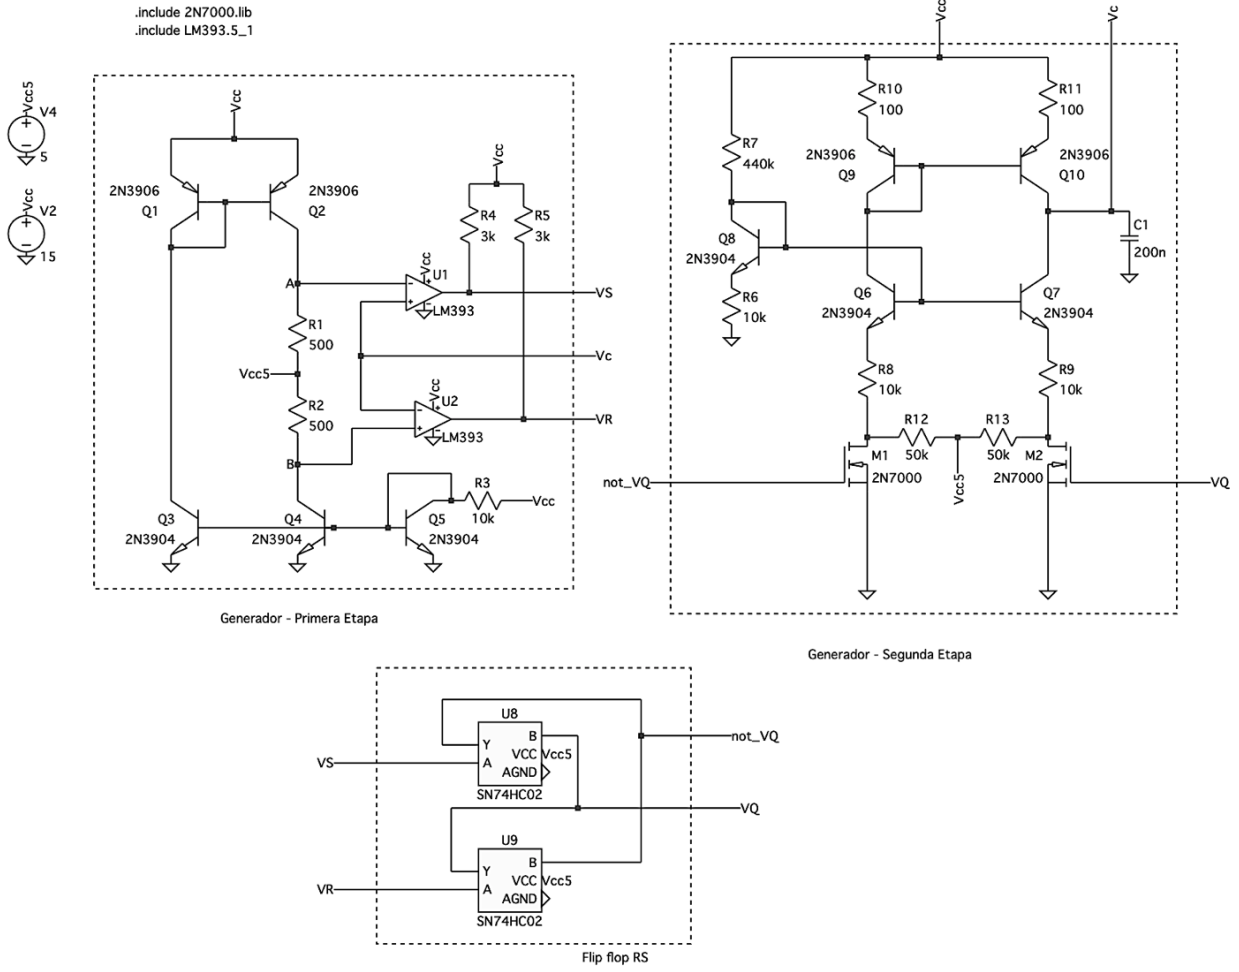 .include 2N7000.lib
.include LM393.5_1
Vcc5
V4
5
Vcc
V2
15
Vcc
2N3906
Q1
2N3906
Q2
A
R1
500
Vcc5
R2
500
B
Q3
2N3904
Q4
2N3904
Q5
2N3904
R3
10k
Vcc
Vcc
R4
3k
R5
3k
Vcc
U1
LM393
VS
Vc
Vcc
U2
LM393
VR
Generador - Primera Etapa
Vcc
Vc
R10
100
R11
100
R7
440k
2N3906
Q9
2N3906
Q10
C1
200n
Q8
2N3904
R6
10k
Q6
2N3904
Q7
2N3904
R8
10k
R9
10k
R12
50k
R13
50k
M1
2N7000
M2
2N7000
Vcc5
not_VQ
VQ
Generador - Segunda Etapa
U8
Y
A
B
VCC
AGND
Vcc5
SN74HC02
VS
not_VQ
VQ
U9
Y
A
B
VCC
AGND
Vcc5
SN74HC02
VR
Flip flop RS